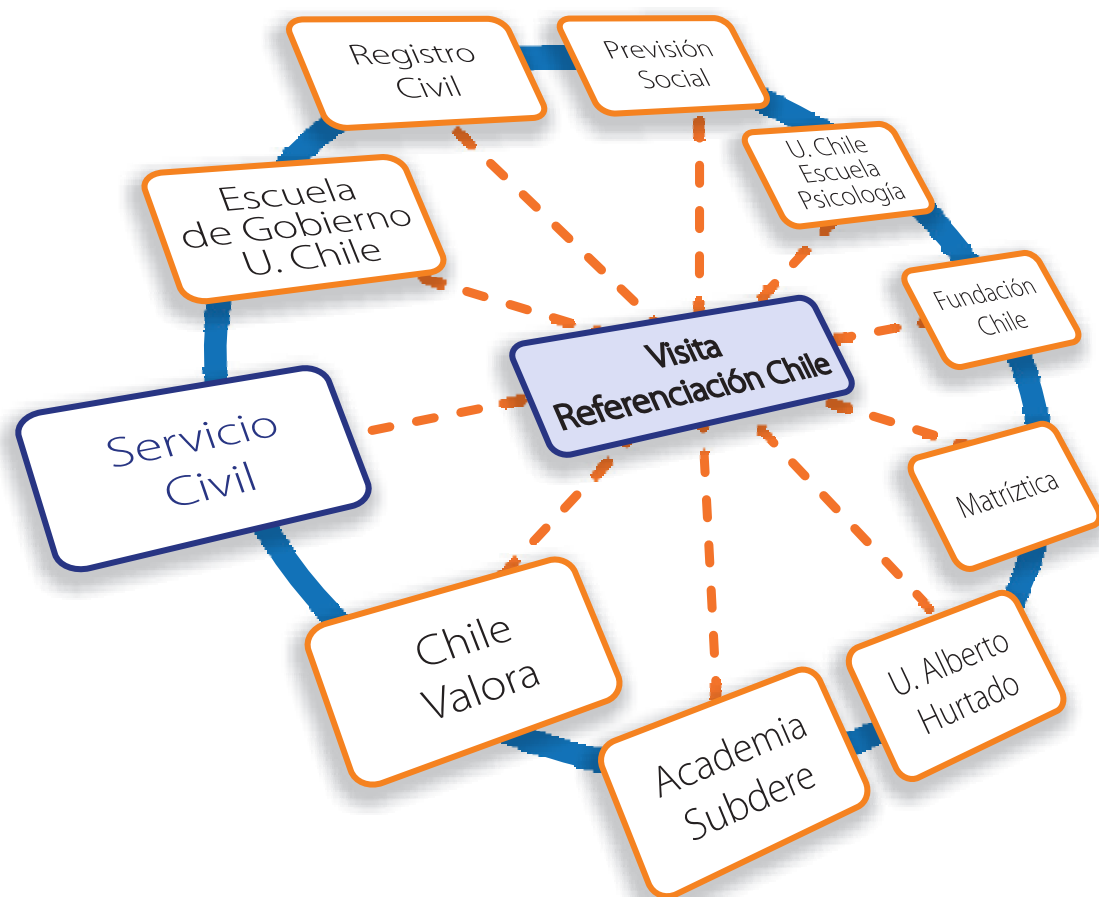 Registro
Civil
Previsión
Social
U. Chile
Escuela
Psicología
Escuela
de Gobierno
U. Chile
Fundación
Chile
Visita
Referenciación Chile
Servicio
Civil
Matríztica
Chile
Valora
U. Alberto
Hurtado
Academia
Subdere